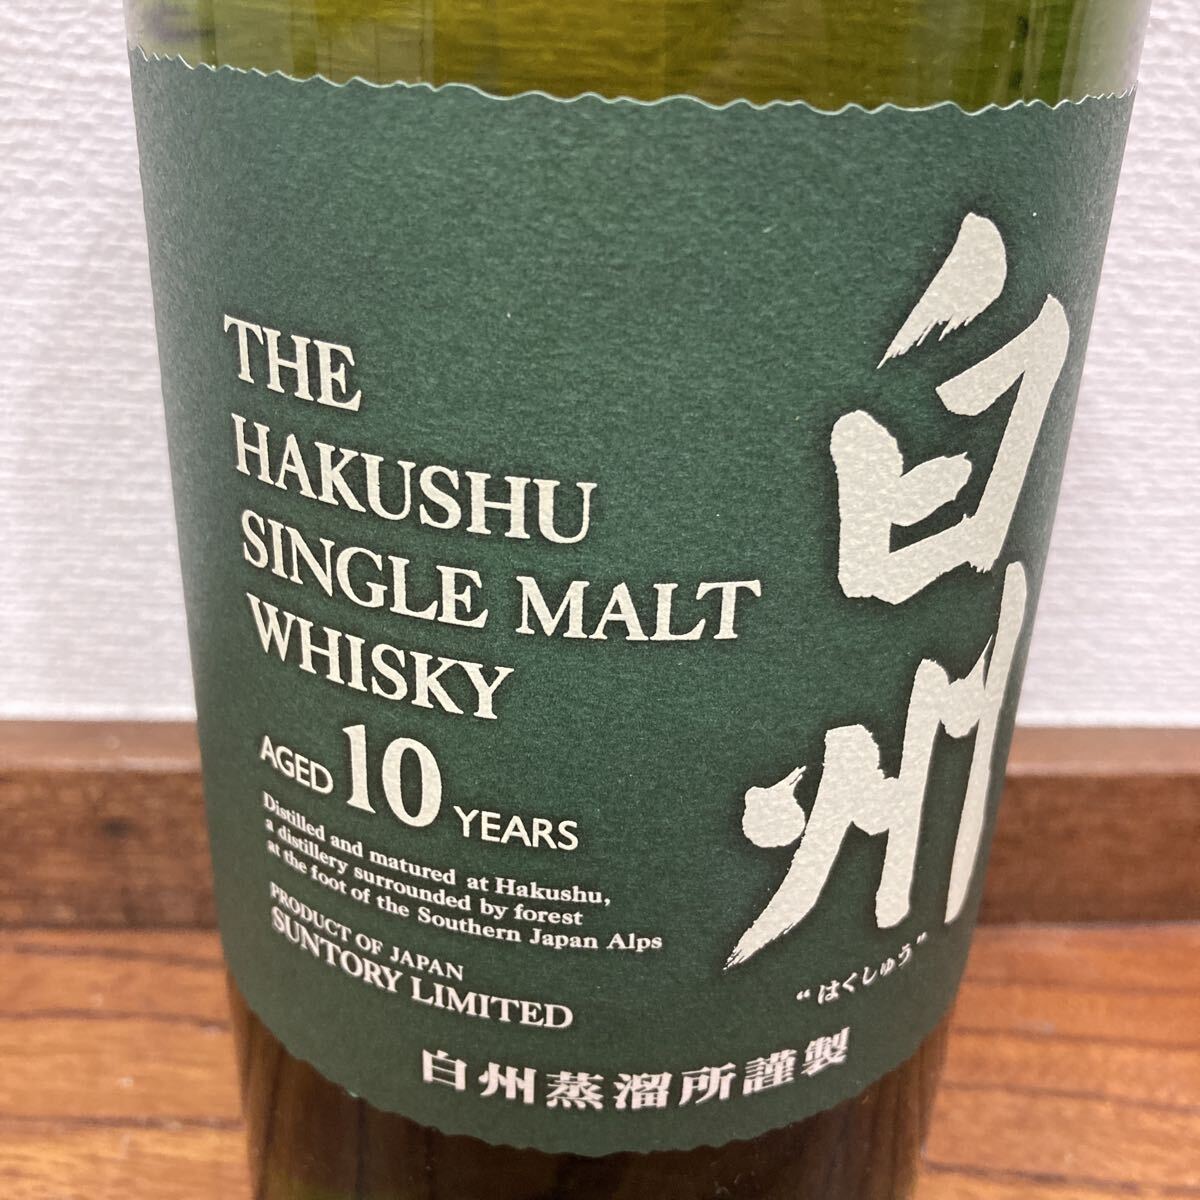 THE
HAKUSHU
SINGLE MALT
WHISKY
AGED 10 YEARS
Distilled and matured at Hakushu,
a distillery surrounded by forest
at the foot of the Southern Japan Alps
PRODUCT OF JAPAN
SUNTORY LIMITED
白州
“はくしゅう”
白州蒸溜所謹製